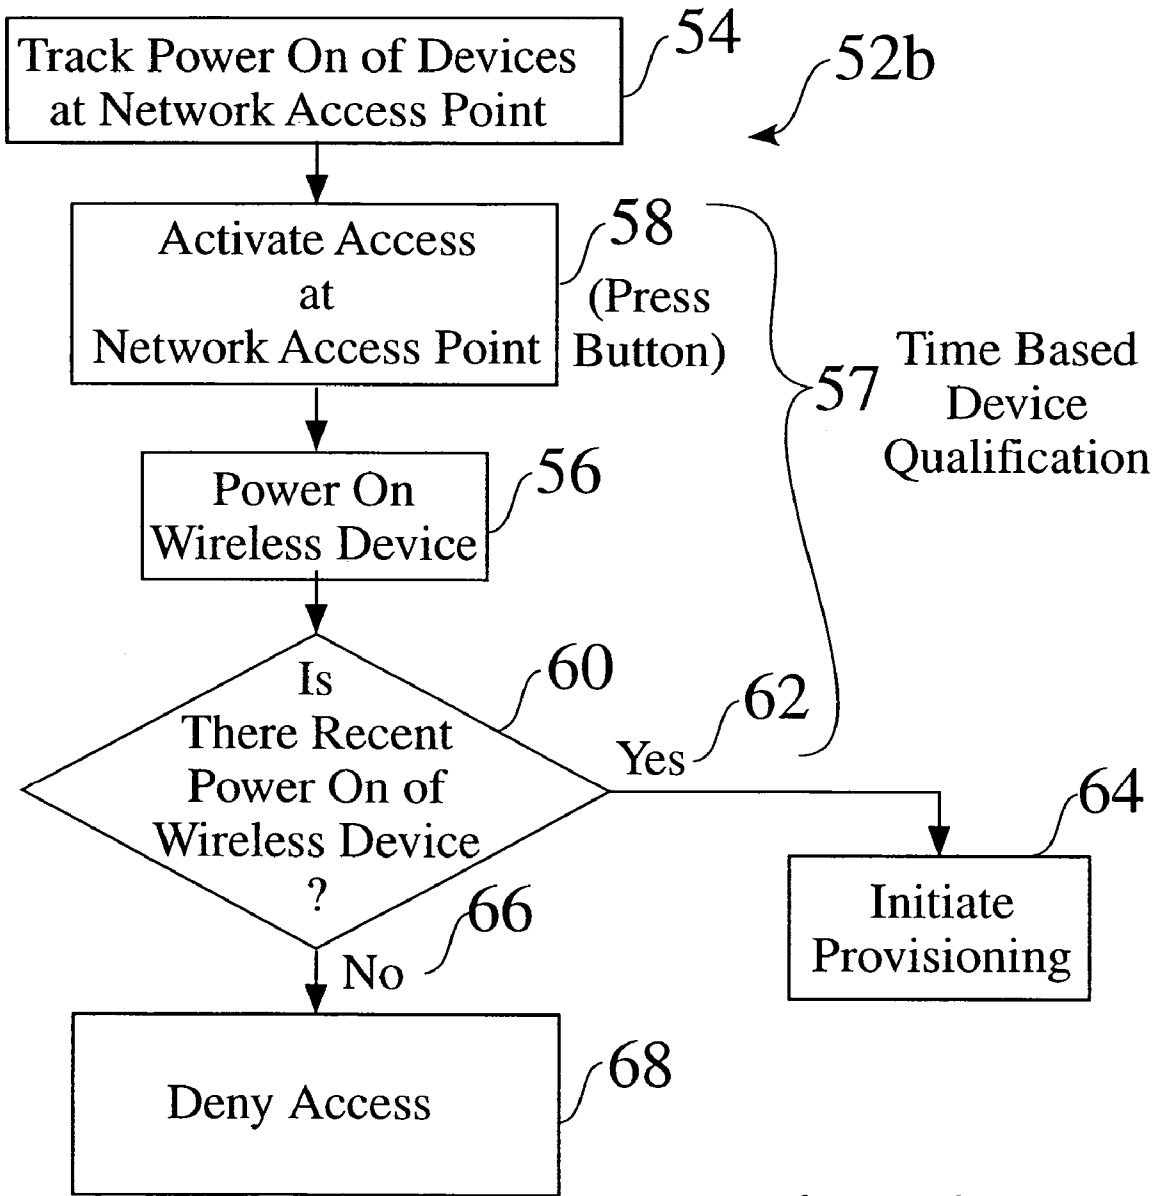 Track Power On of Devices
at Network Access Point
54
52b
Activate Access
at
Network Access Point
58
(Press
Button)
57
Time Based
Device
Qualification
Power On
Wireless Device
56
Is
There Recent
Power On of
Wireless Device
?
60
Yes
62
64
Initiate
Provisioning
No
66
Deny Access
68